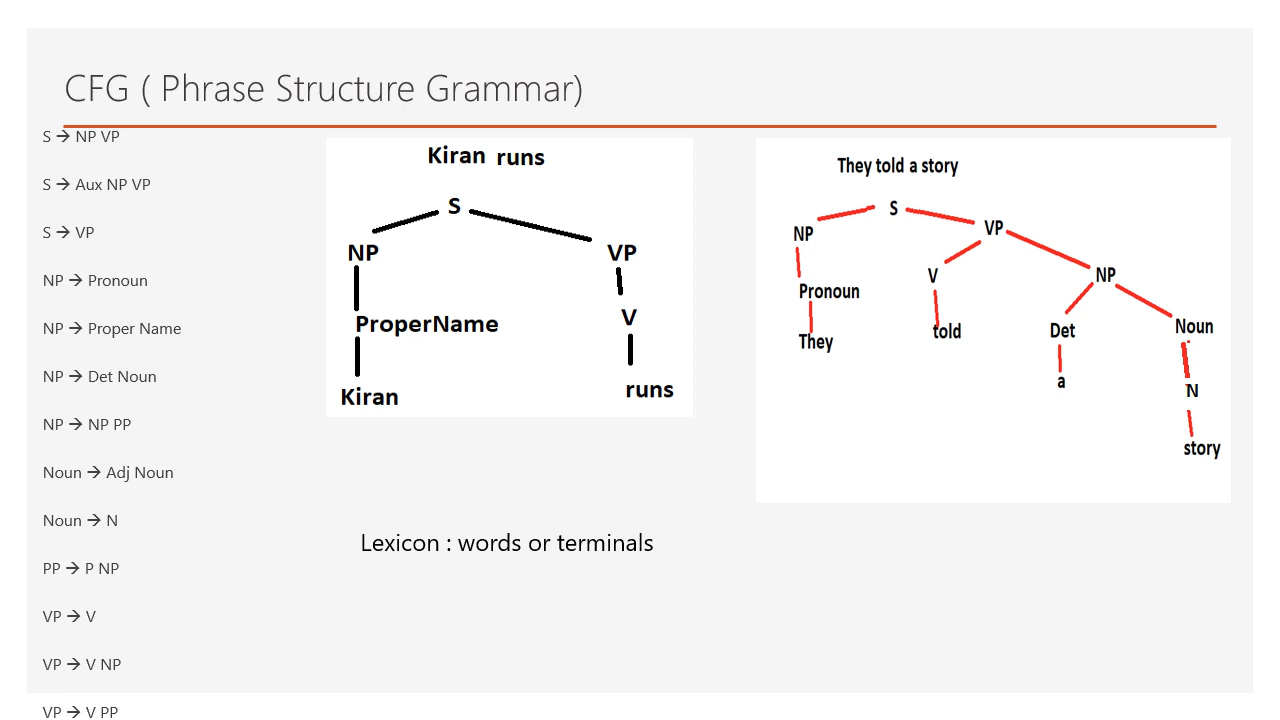 CFG ( Phrase Structure Grammar)
S → NP VP
S → Aux NP VP
S → VP
NP → Pronoun
NP → Proper Name
NP → Det Noun
NP → NP PP
Noun → Adj Noun
Noun → N
PP → P NP
VP → V
VP → V NP
VP → V PP
Kiran runs
S
NP VP
ProperName V
Kiran runs
They told a story
S
NP VP
V NP
Pronoun
They told Det Noun
a N
story
Lexicon : words or terminals